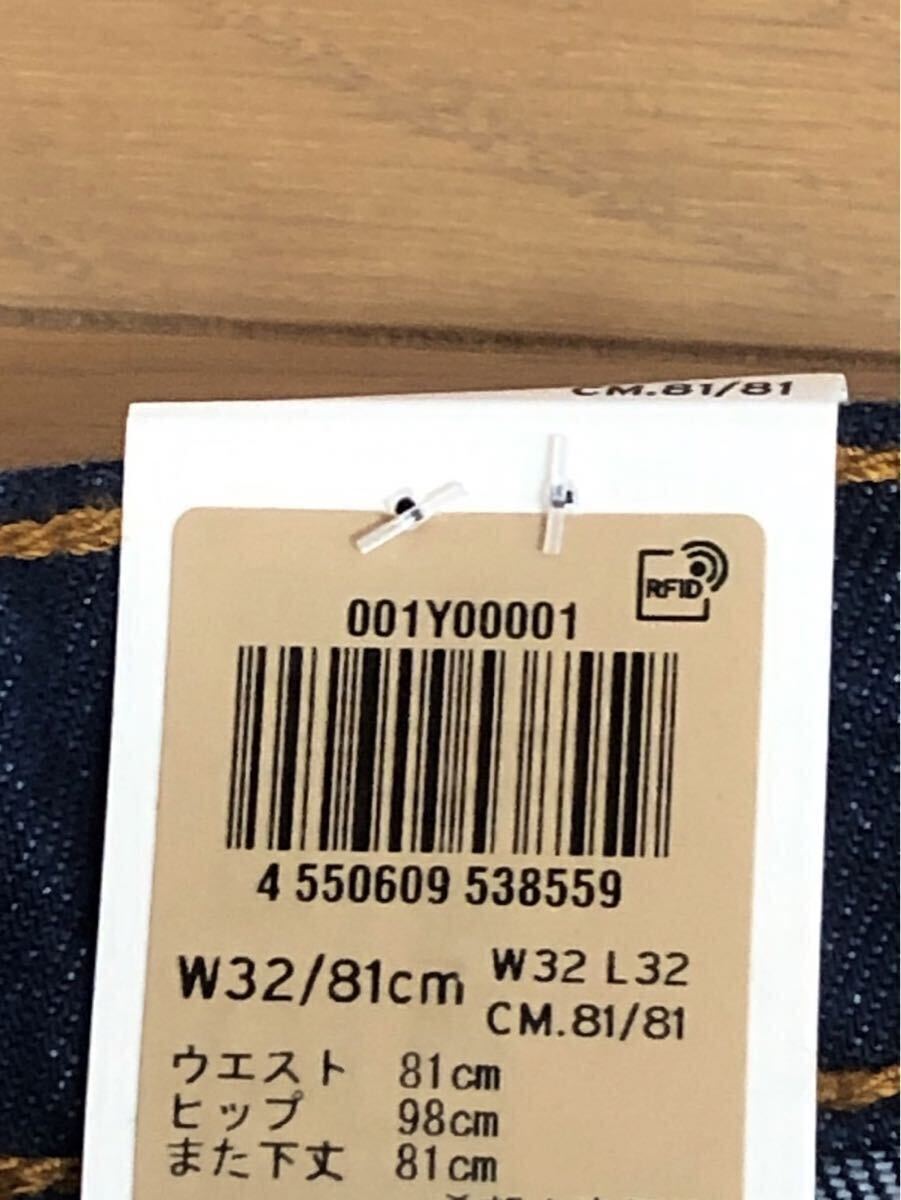 CM.81/81
RFID
001Y00001
4 550609 538559
W32/81cm
W32 L32
CM.81/81
ウエスト 81cm
ヒップ 98cm
また下丈 81cm